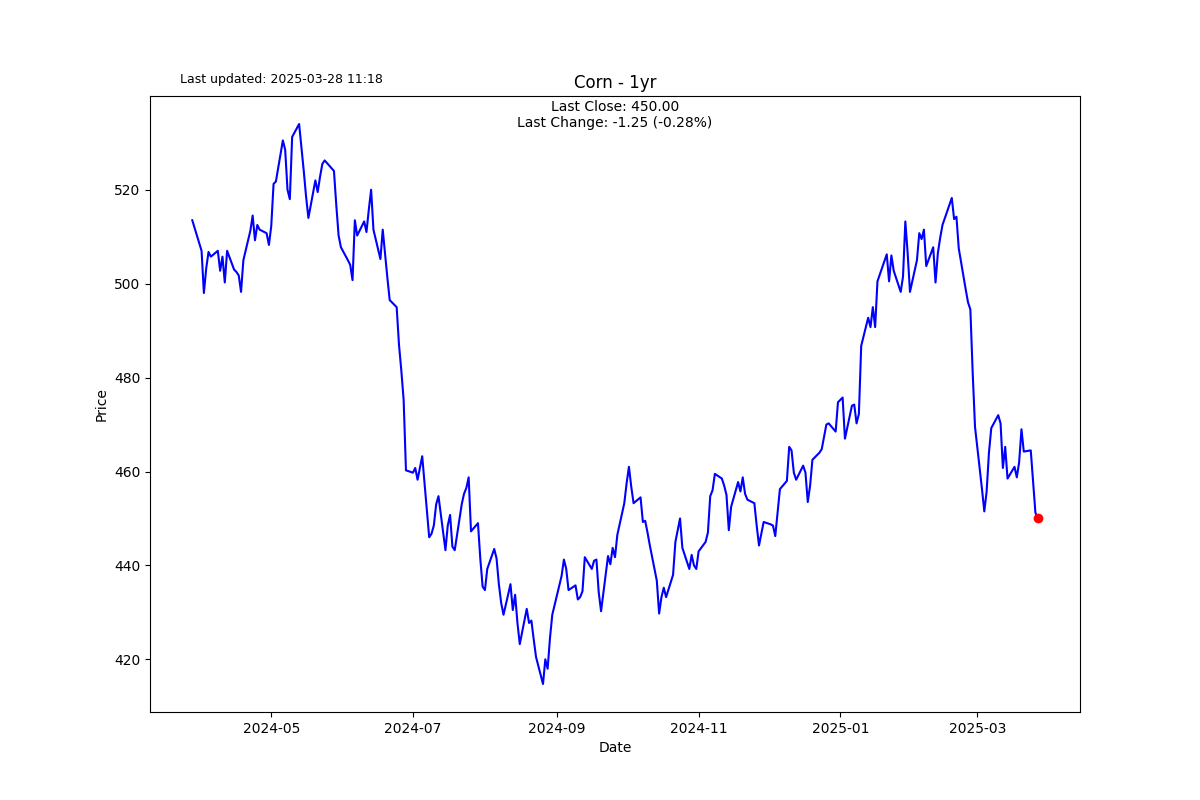 Last updated: 2025-03-28 11:18
Corn - 1yr
Last Close: 450.00
Last Change: -1.25 (-0.28%)
520
500
480
460
440
420
Price
2024-05
2024-07
2024-09
2024-11
2025-01
2025-03
Date